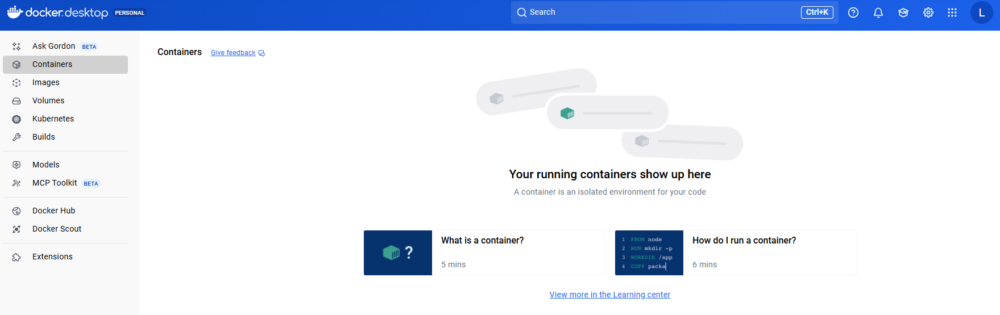 docker.desktop PERSONAL
Search Ctrl+K
L
Ask Gordon BETA
Containers
Images
Volumes
Kubernetes
Builds
Models
MCP Toolkit BETA
Docker Hub
Docker Scout
Extensions
Containers Give feedback
Your running containers show up here
A container is an isolated environment for your code
?
What is a container?
5 mins
1 FROM node
2 RUN mkdir -p
3 WORKDIR /app
4 COPY packa
How do I run a container?
6 mins
View more in the Learning center